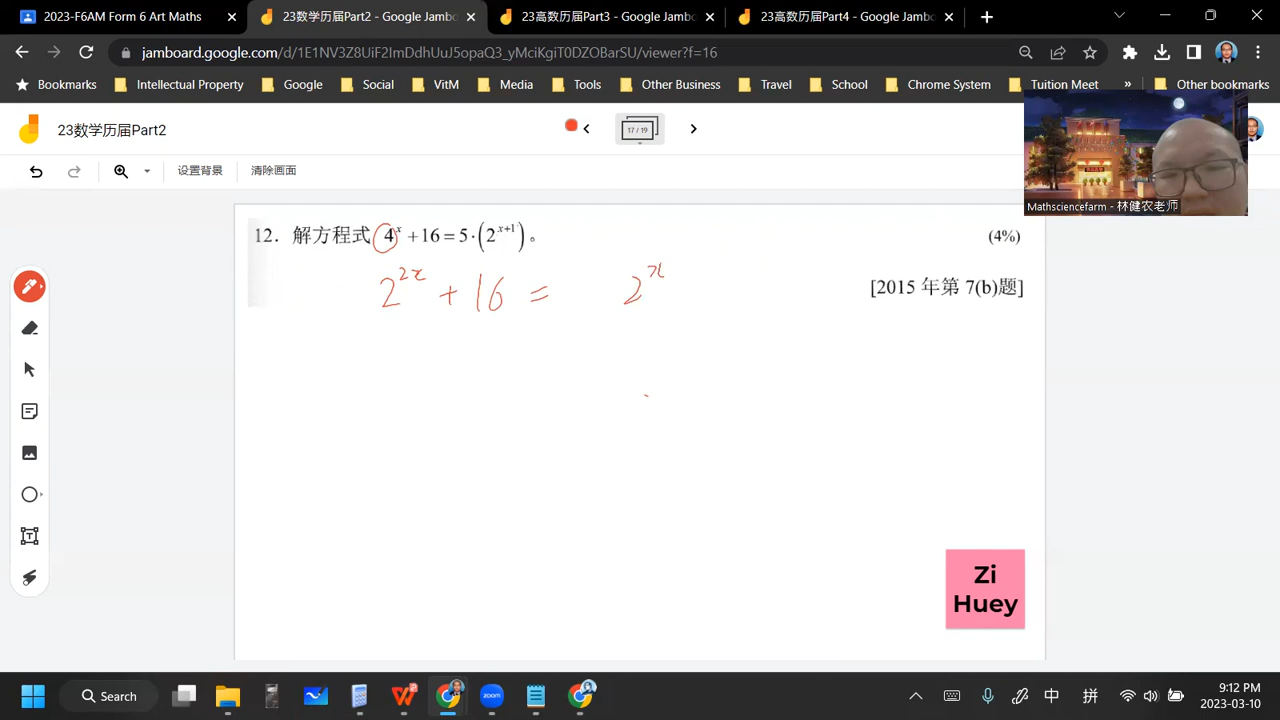 2023-F6AM Form 6 Art Maths
23数学历届Part2 - Google Jambo
23高数历届Part3 - Google Jambo
23高数历届Part4 - Google Jambo
jamboard.google.com/d/1E1NV3Z8UiF2ImDdhUuJ5opaQ3_yMciKgiT0DZOBarSU/viewer?f=16
Bookmarks Intellectual Property Google Social VitM Media Tools Other Business Travel School Chrome System Tuition Meet » Other bookmarks
23数学历届Part2
17 / 19
设置背景 清除画面
Mathsciencefarm - 林健农老师
12. 解方程式 4^x + 16 = 5·(2^{x+1})。 (4%)
2^{2x} + 16 = 2^x
[2015 年第 7(b)题]
Zi
Huey
Search
zoom
中 拼
9:12 PM
2023-03-10